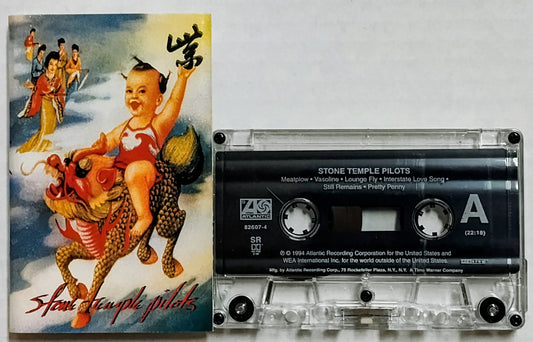 紫
Stone Temple Pilots
STONE TEMPLE PILOTS
Meatplow • Vasoline • Lounge Fly • Interstate Love Song •
Still Remains • Pretty Penny
ATLANTIC
82607-4
A
(22:18)
SR
℗ © 1994 Atlantic Recording Corporation for the United States and
WEA International Inc. for the world outside of the United States.
Mfg. by Atlantic Recording Corp., 75 Rockefeller Plaza, N.Y., N.Y. A Time Warner Company